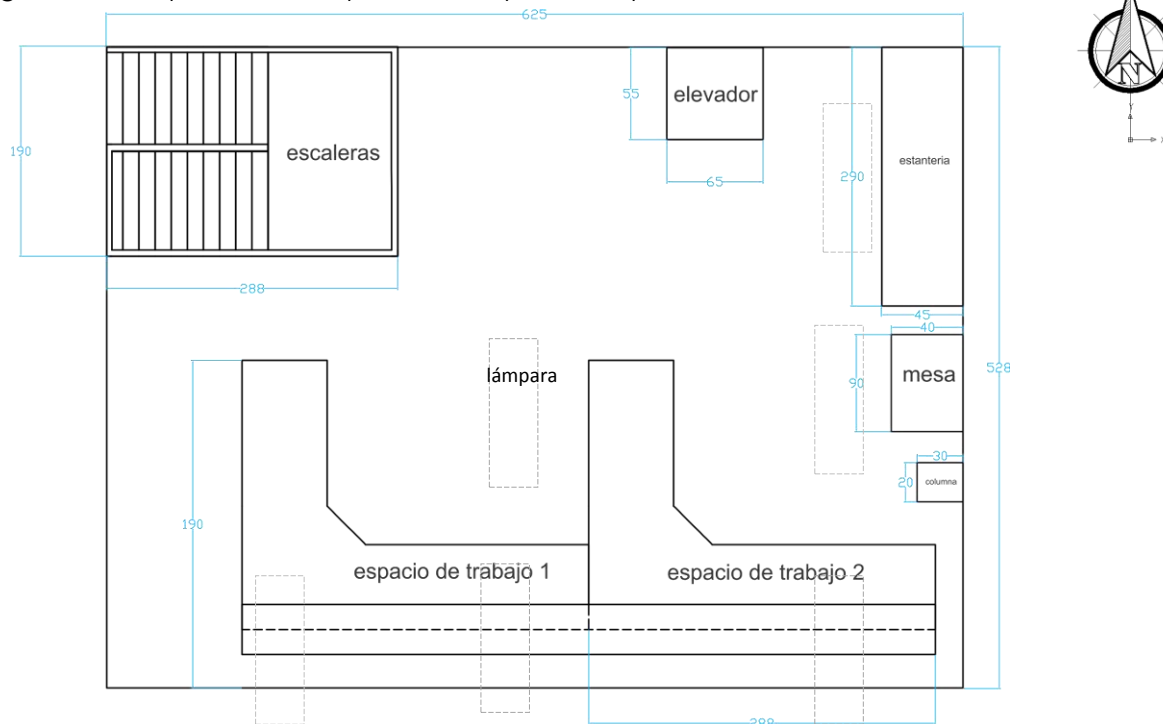 625
N
Y
X
190
escaleras
288
55
elevador
65
290
estanteria
45
40
mesa
90
528
30
20
columna
lámpara
190
espacio de trabajo 1
espacio de trabajo 2